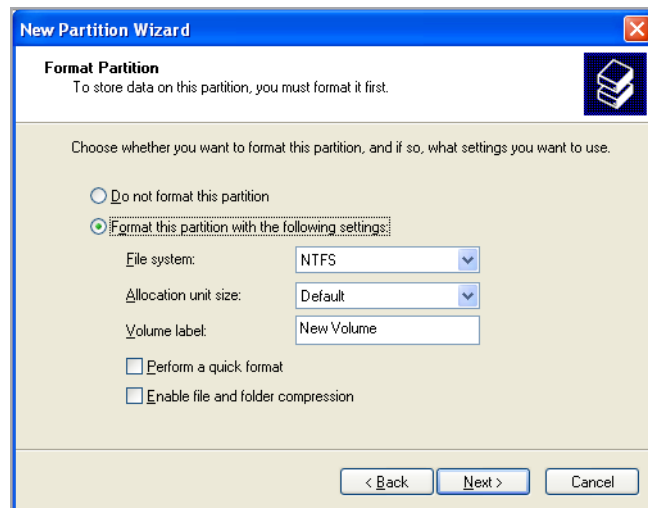 New Partition Wizard
Format Partition
To store data on this partition, you must format it first.
Choose whether you want to format this partition, and if so, what settings you want to use.
Do not format this partition
Format this partition with the following settings:
File system: NTFS
Allocation unit size: Default
Volume label: New Volume
Perform a quick format
Enable file and folder compression
< Back Next > Cancel